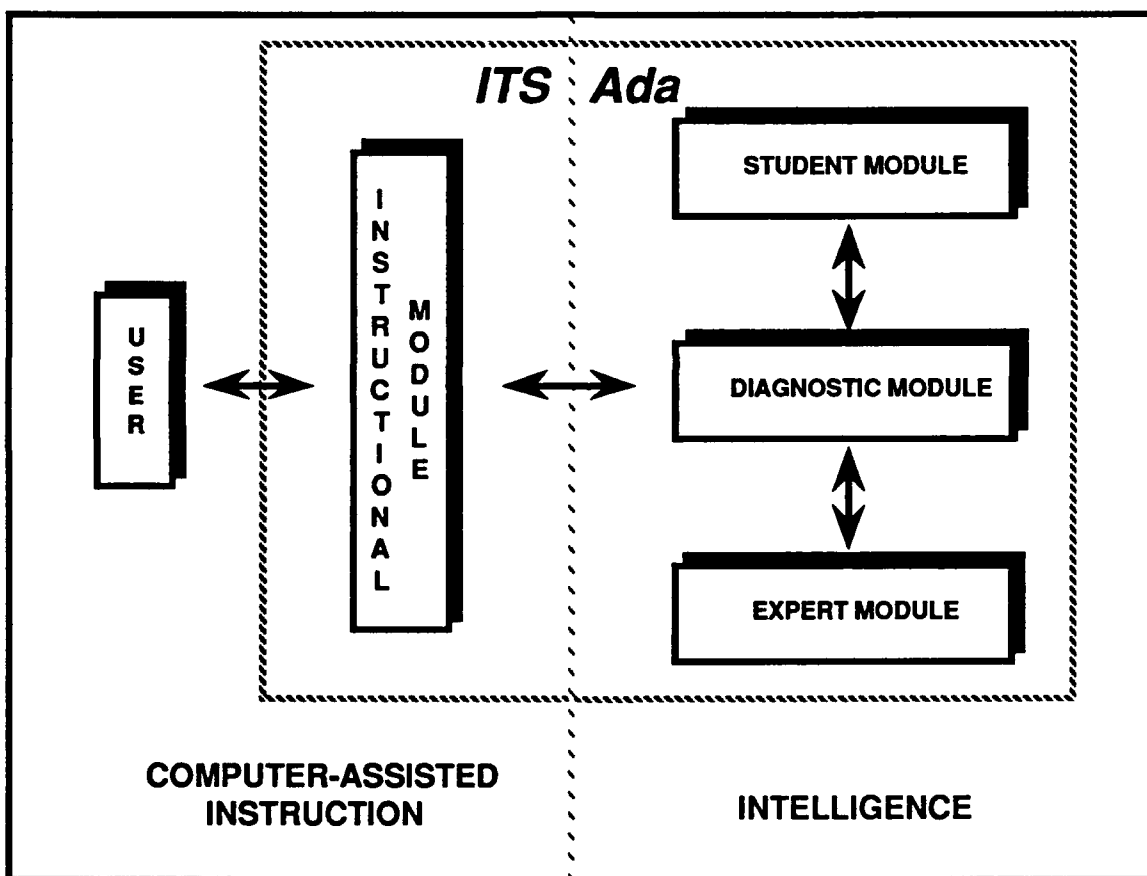 ITS Ada
STUDENT MODULE
INSTRUCTIONAL
MODULE
USER
DIAGNOSTIC MODULE
EXPERT MODULE
COMPUTER-ASSISTED
INSTRUCTION
INTELLIGENCE